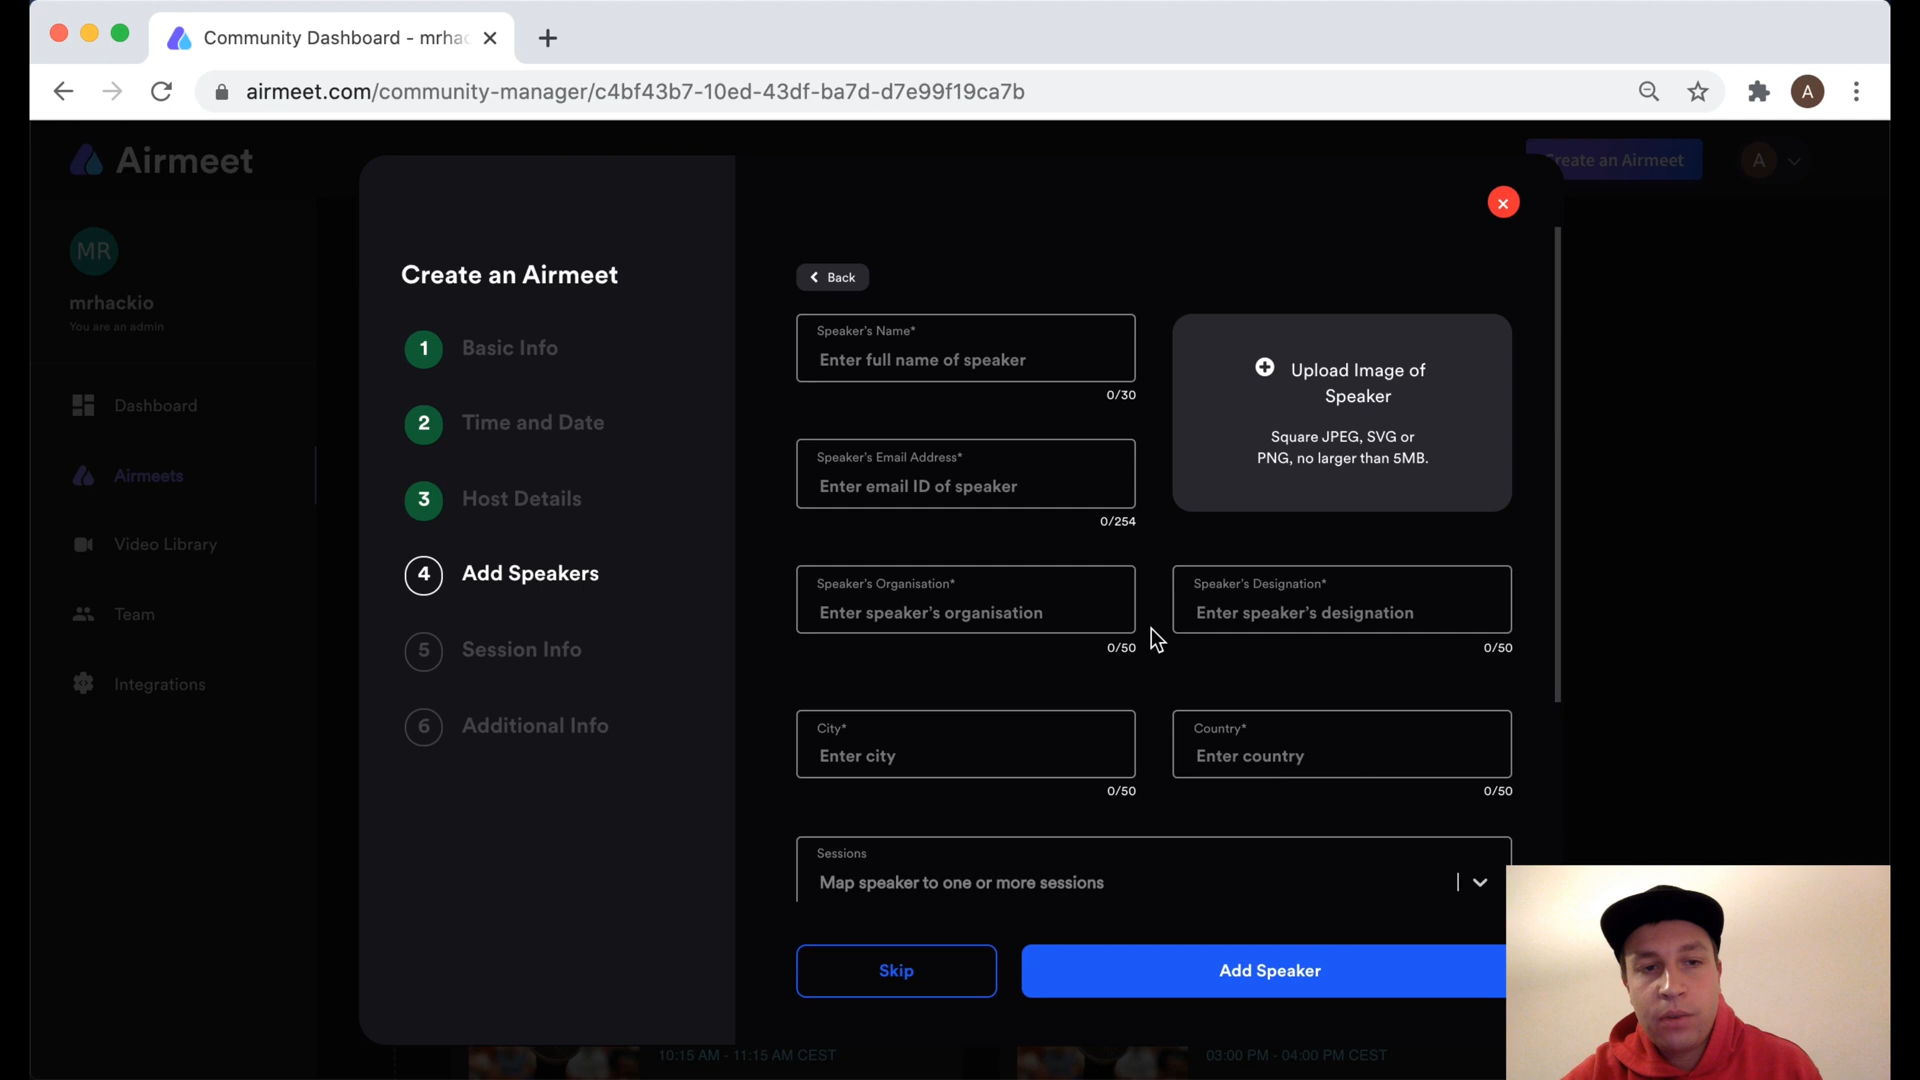 Community Dashboard - mrhac
airmeet.com/community-manager/c4bf43b7-10ed-43df-ba7d-d7e99f19ca7b
A
Airmeet
Create an Airmeet
A
MR
mrhackio
You are an admin
Dashboard
Airmeets
Video Library
Team
Integrations
Create an Airmeet
1 Basic Info
2 Time and Date
3 Host Details
4 Add Speakers
5 Session Info
6 Additional Info
Back
Speaker's Name*
Enter full name of speaker
0/30
Upload Image of
Speaker
Square JPEG, SVG or
PNG, no larger than 5MB.
Speaker's Email Address*
Enter email ID of speaker
0/254
Speaker's Organisation*
Enter speaker's organisation
0/50
Speaker's Designation*
Enter speaker's designation
0/50
City*
Enter city
0/50
Country*
Enter country
0/50
Sessions
Map speaker to one or more sessions
Skip
Add Speaker
10:15 AM - 11:15 AM CEST
03:00 PM - 04:00 PM CEST